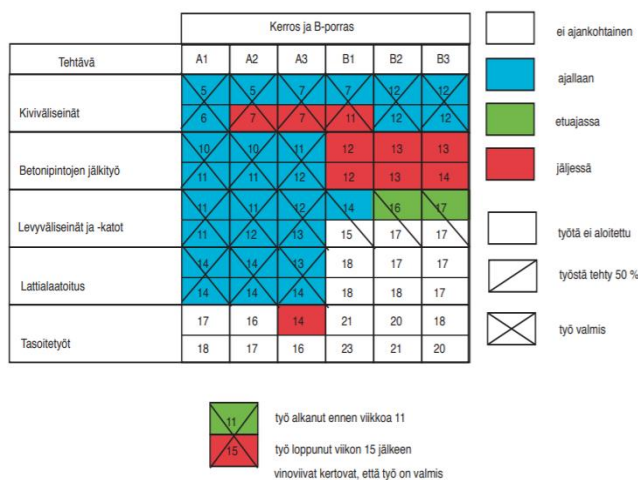 Kerros ja B-porras
Tehtävä A1 A2 A3 B1 B2 B3
5 5 7 7 12 12
Kiviväliseinät
6 7 7 11 12 12
10 10 11 12 13 13
Betonipintojen jälkityö
11 11 12 12 13 14
11 11 12 14 16 17
Levyväliseinät ja -katot
11 12 13 15 17 17
14 14 13 18 17 17
Lattialaatoitus
14 14 14 18 18 17
17 16 14 21 20 18
Tasoitetyöt
18 17 16 23 21 20
ei ajankohtainen
ajallaan
etuajassa
jäljessä
työtä ei aloitettu
työstä tehty 50 %
työ valmis
11 työ alkanut ennen viikkoa 11
15 työ loppunut viikon 15 jälkeen
vinoviivat kertovat, että työ on valmis